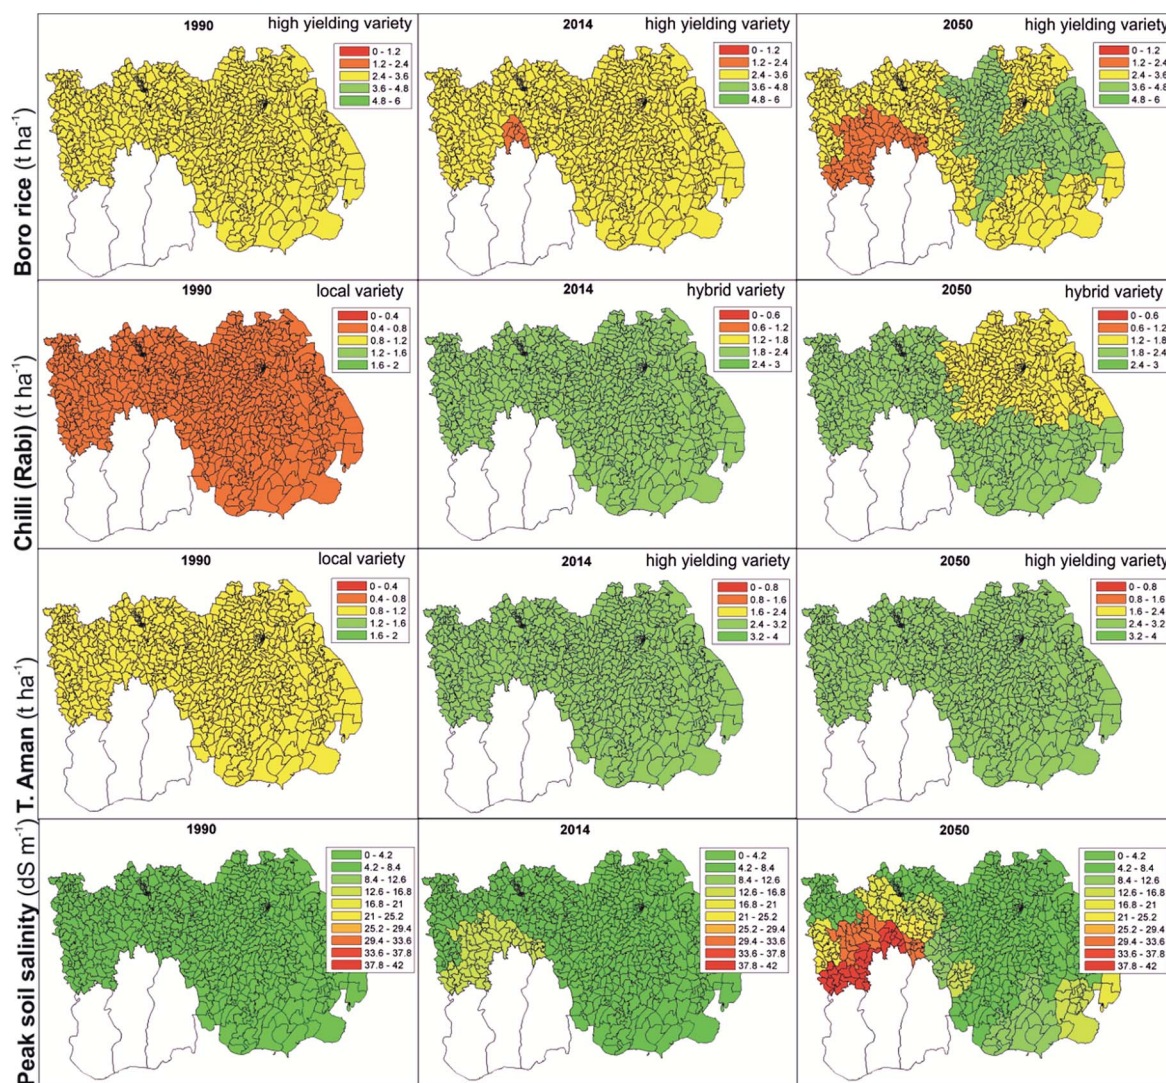 Boro rice (t ha⁻¹)
1990
high yielding variety
0 - 1.2
1.2 - 2.4
2.4 - 3.6
3.6 - 4.8
4.8 - 6
2014
high yielding variety
0 - 1.2
1.2 - 2.4
2.4 - 3.6
3.6 - 4.8
4.8 - 6
2050
high yielding variety
0 - 1.2
1.2 - 2.4
2.4 - 3.6
3.6 - 4.8
4.8 - 6
Chilli (Rabi) (t ha⁻¹)
1990
local variety
0 - 0.4
0.4 - 0.8
0.8 - 1.2
1.2 - 1.6
1.6 - 2
2014
hybrid variety
0 - 0.6
0.6 - 1.2
1.2 - 1.8
1.8 - 2.4
2.4 - 3
2050
hybrid variety
0 - 0.6
0.6 - 1.2
1.2 - 1.8
1.8 - 2.4
2.4 - 3
T. Aman (t ha⁻¹)
1990
local variety
0 - 0.4
0.4 - 0.8
0.8 - 1.2
1.2 - 1.6
1.6 - 2
2014
high yielding variety
0 - 0.8
0.8 - 1.6
1.6 - 2.4
2.4 - 3.2
3.2 - 4
2050
high yielding variety
0 - 0.8
0.8 - 1.6
1.6 - 2.4
2.4 - 3.2
3.2 - 4
Peak soil salinity (dS m⁻¹)
1990
0 - 4.2
4.2 - 8.4
8.4 - 12.6
12.6 - 16.8
16.8 - 21
21 - 25.2
25.2 - 29.4
29.4 - 33.6
33.6 - 37.8
37.8 - 42
2014
0 - 4.2
4.2 - 8.4
8.4 - 12.6
12.6 - 16.8
16.8 - 21
21 - 25.2
25.2 - 29.4
29.4 - 33.6
33.6 - 37.8
37.8 - 42
2050
0 - 4.2
4.2 - 8.4
8.4 - 12.6
12.6 - 16.8
16.8 - 21
21 - 25.2
25.2 - 29.4
29.4 - 33.6
33.6 - 37.8
37.8 - 42